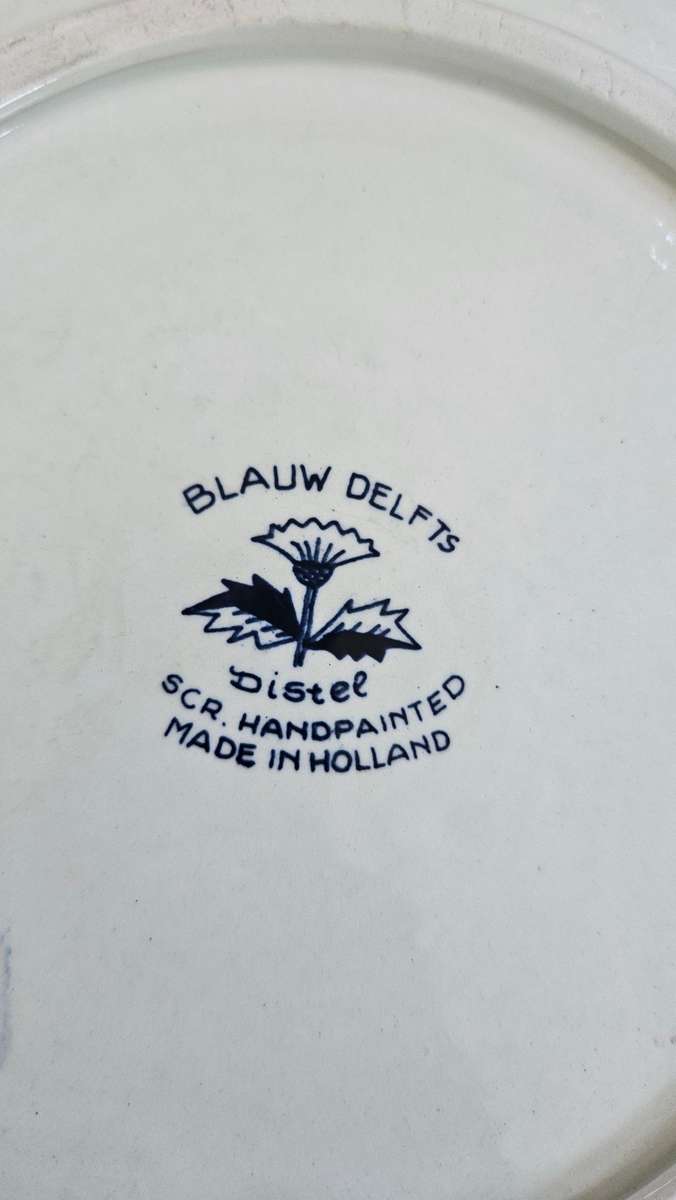 BLAUW DELFTS
Distel
SCR. HANDPAINTED
MADE IN HOLLAND